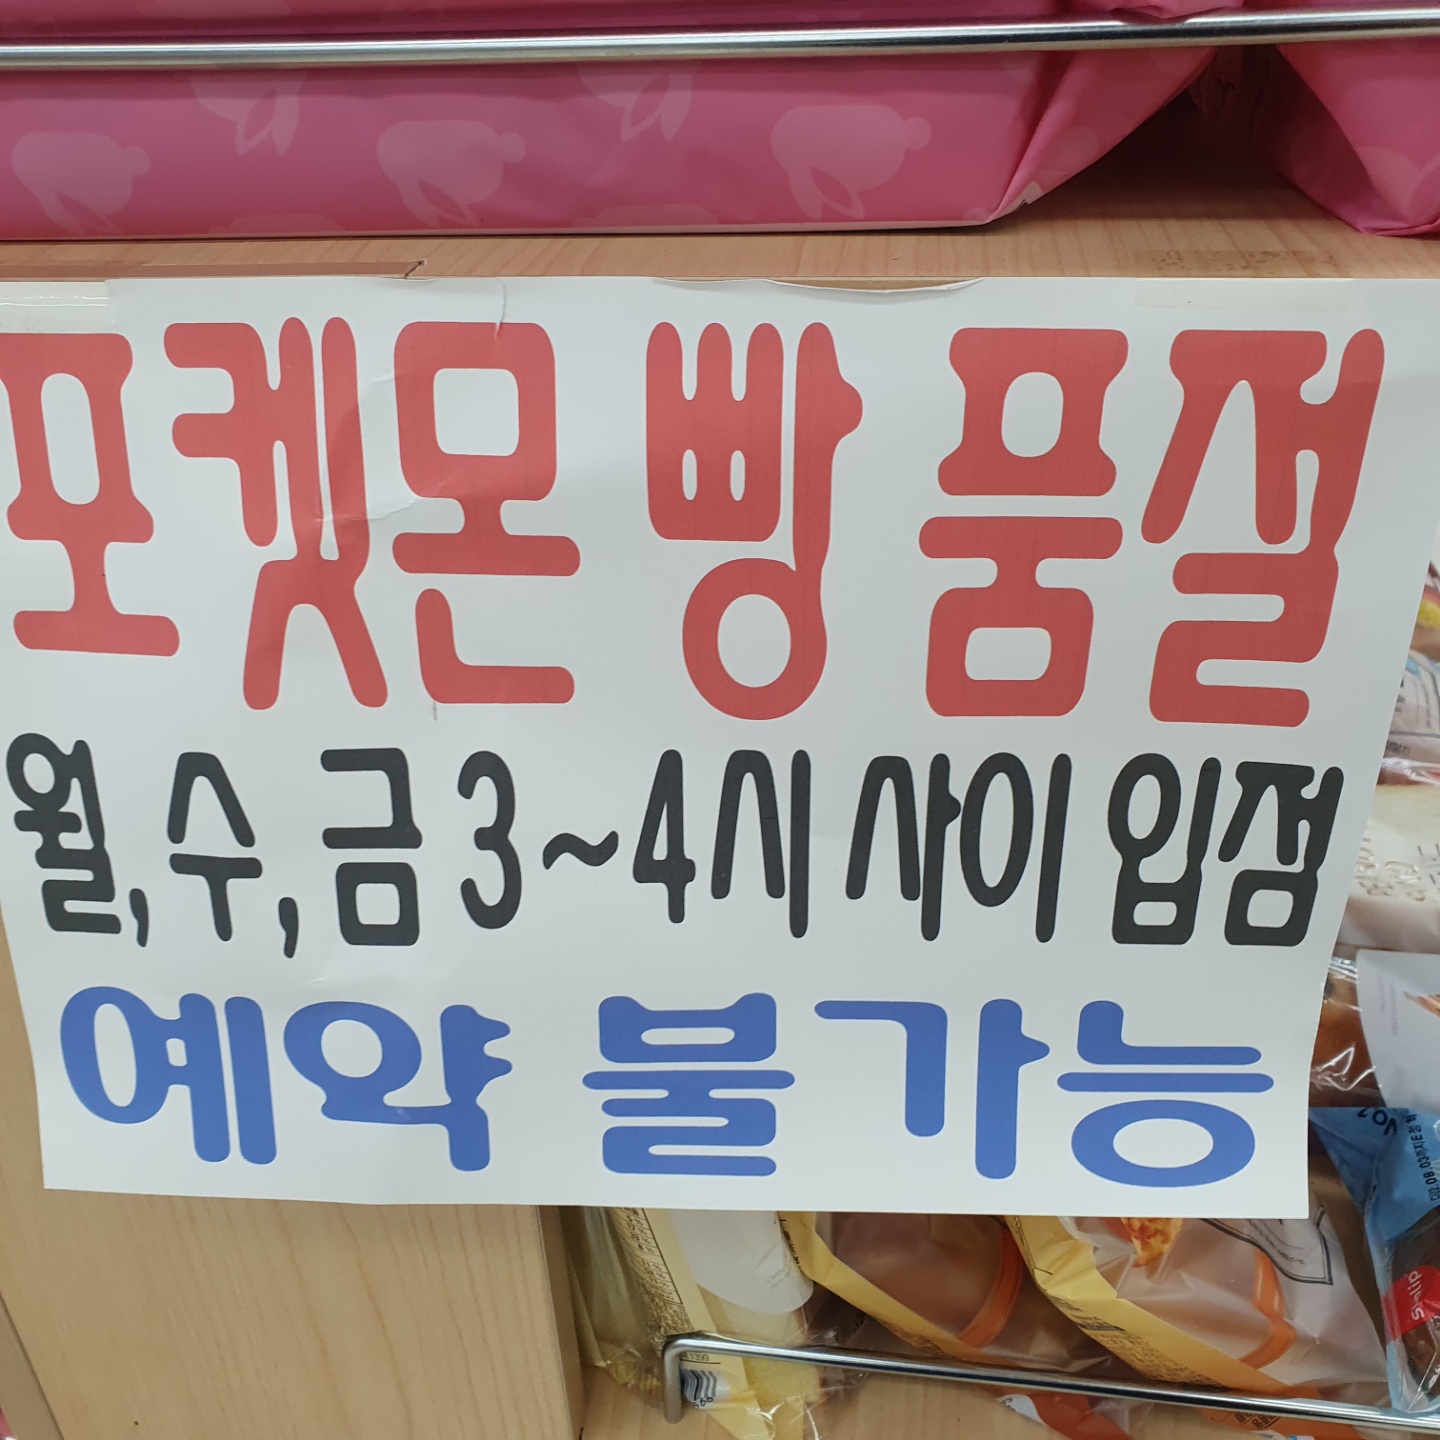 포켓몬 빵 품절
월, 수, 금 3~4시 사이 입점
예약 불가능